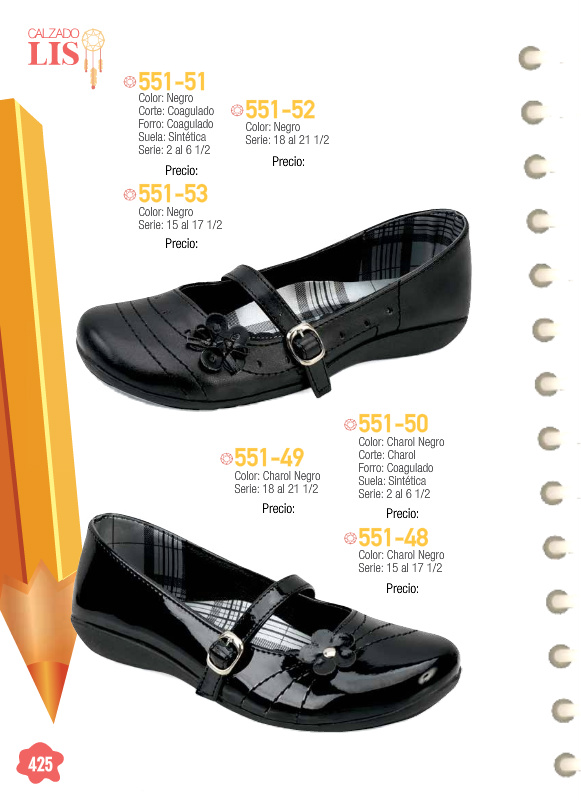 CALZADO
LIS
551-51
Color: Negro
Corte: Coagulado
Forro: Coagulado
Suela: Sintética
Serie: 2 al 6 1/2
Precio:
551-52
Color: Negro
Serie: 18 al 21 1/2
Precio:
551-53
Color: Negro
Serie: 15 al 17 1/2
Precio:
551-50
Color: Charol Negro
Corte: Charol
Forro: Coagulado
Suela: Sintética
Serie: 2 al 6 1/2
Precio:
551-49
Color: Charol Negro
Serie: 18 al 21 1/2
Precio:
551-48
Color: Charol Negro
Serie: 15 al 17 1/2
Precio:
425